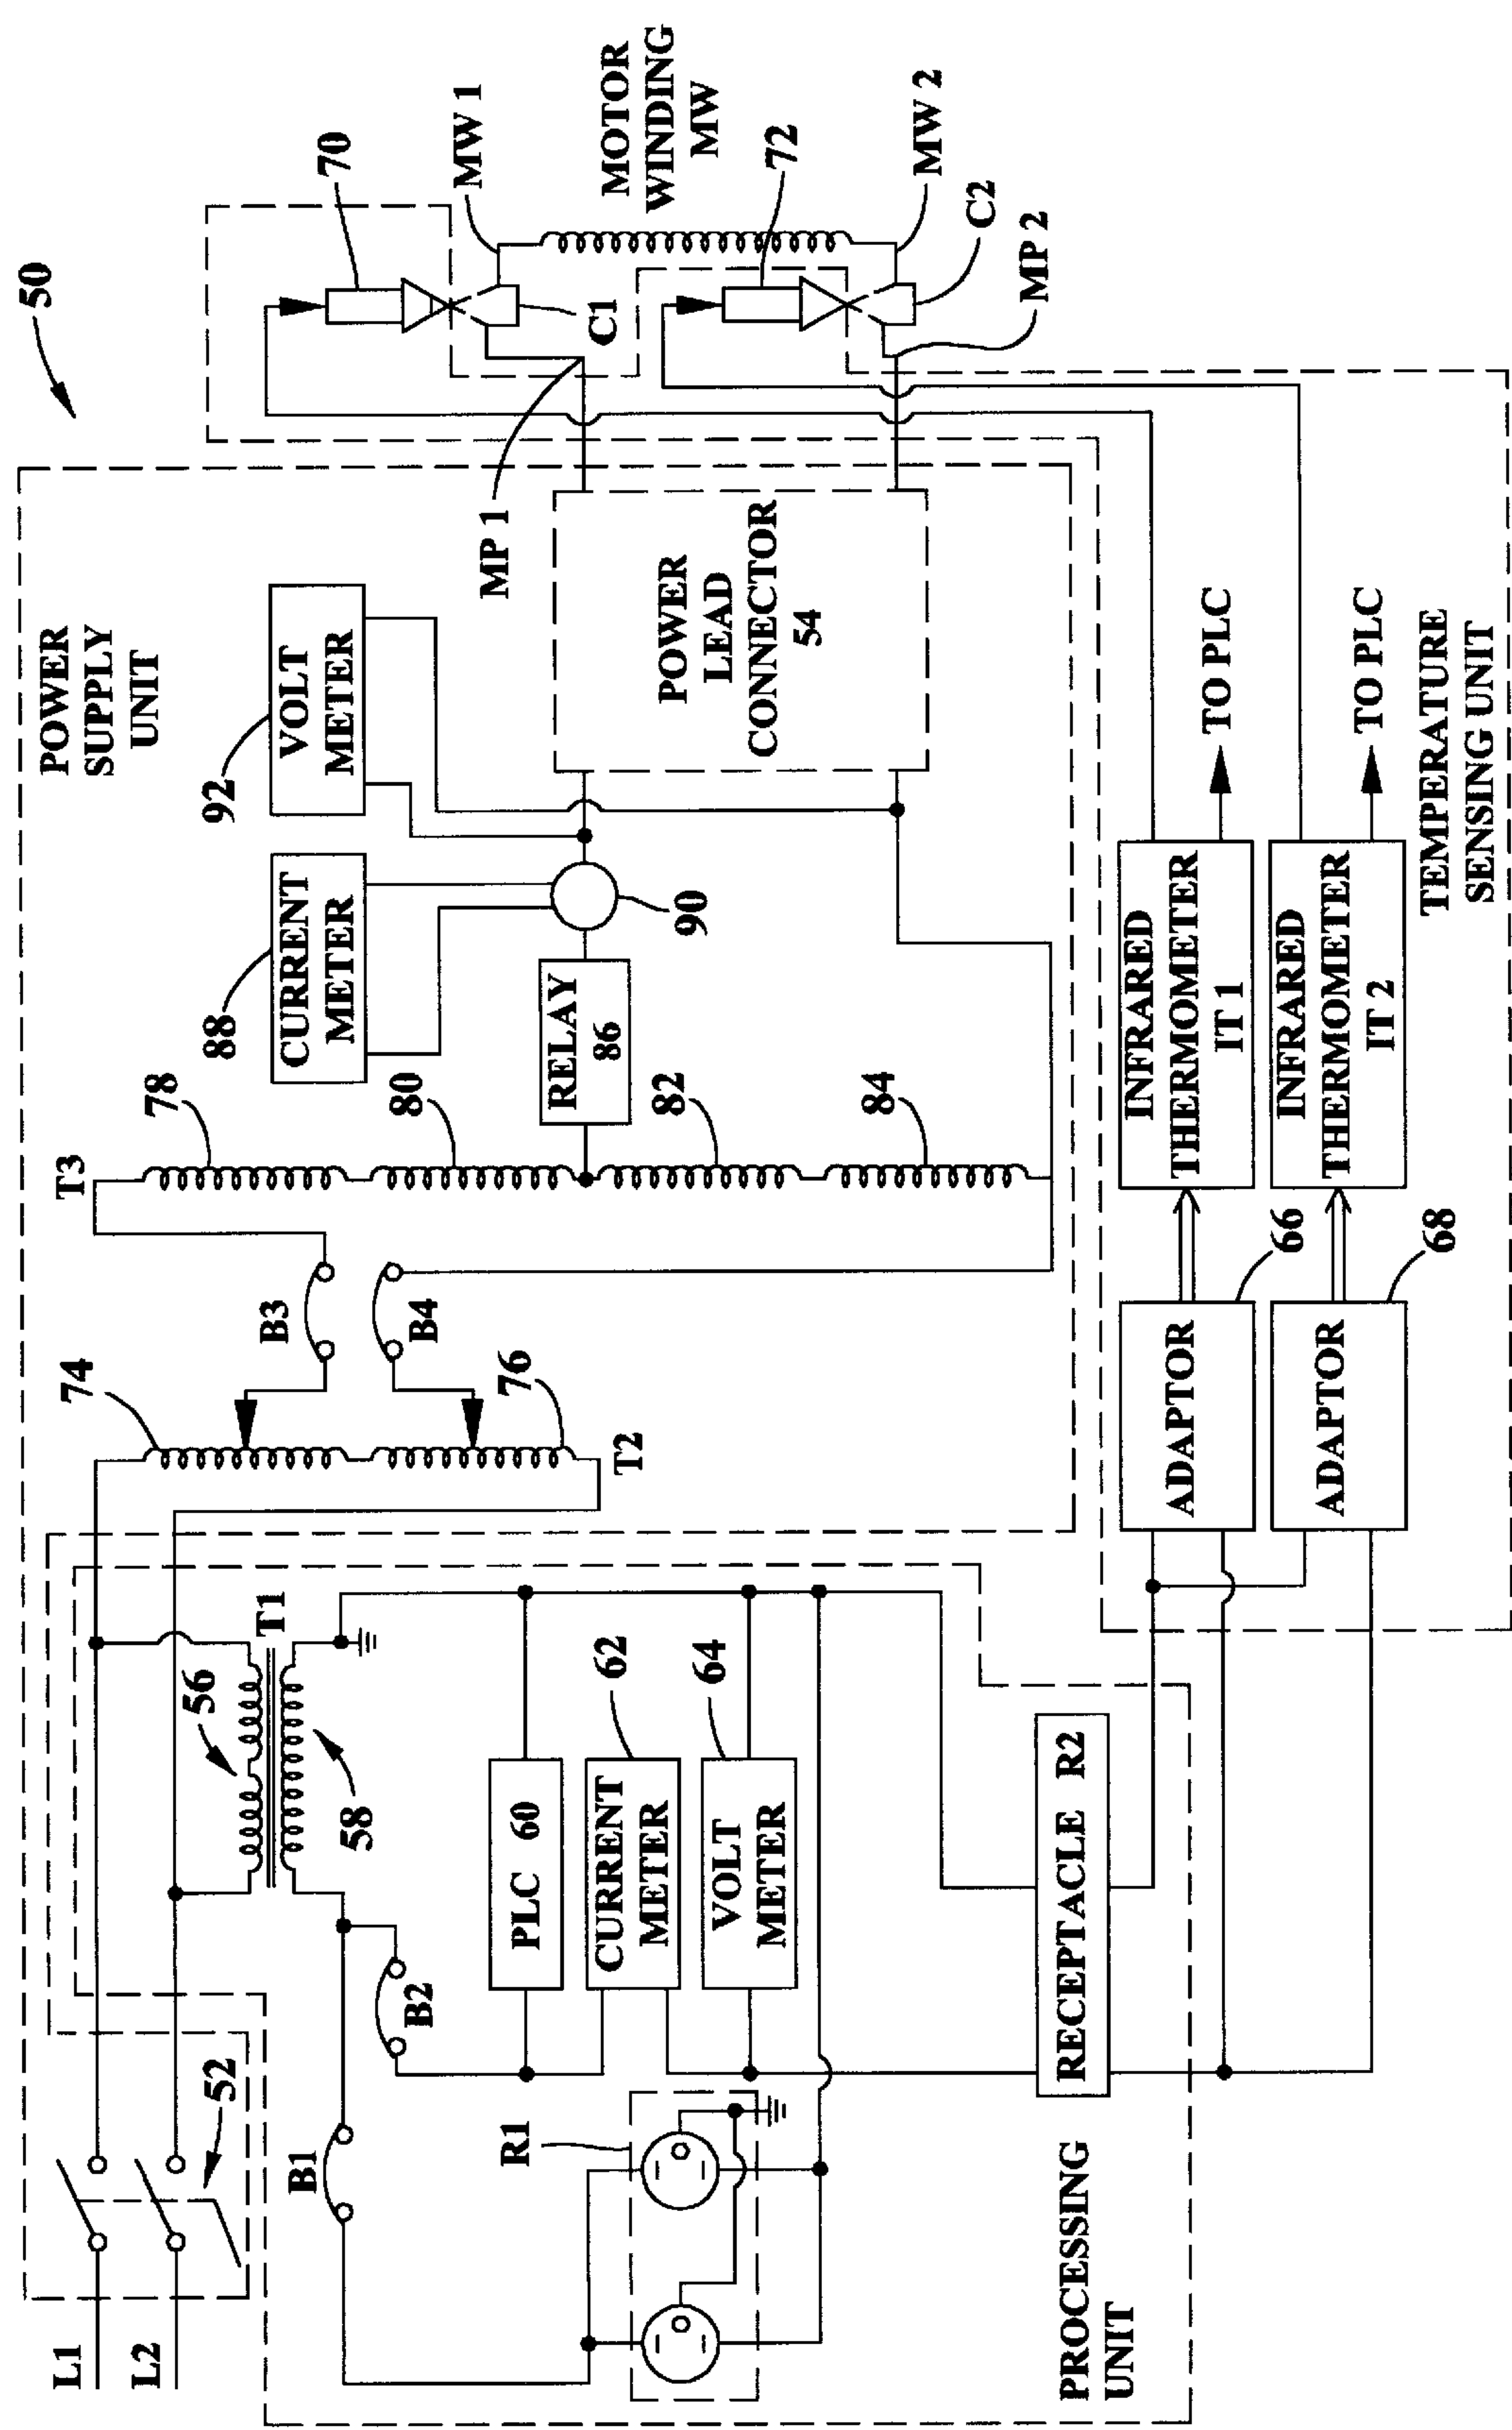 50
POWER
SUPPLY
UNIT
L1
L2
52
T1
56
58
B1
B2
R1
PLC 60
CURRENT
METER
62
VOLT
METER
64
RECEPTACLE R2
PROCESSING
UNIT
74
76
T2
B3
B4
T3
78
80
82
84
RELAY
86
88
CURRENT
METER
90
92
VOLT
METER
POWER
LEAD
CONNECTOR
54
MP 1
70
MW 1
C1
MOTOR
WINDING
MW
72
MW 2
C2
MP 2
ADAPTOR
66
ADAPTOR
68
INFRARED
THERMOMETER
IT 1
TO PLC
INFRARED
THERMOMETER
IT 2
TO PLC
TEMPERATURE
SENSING UNIT